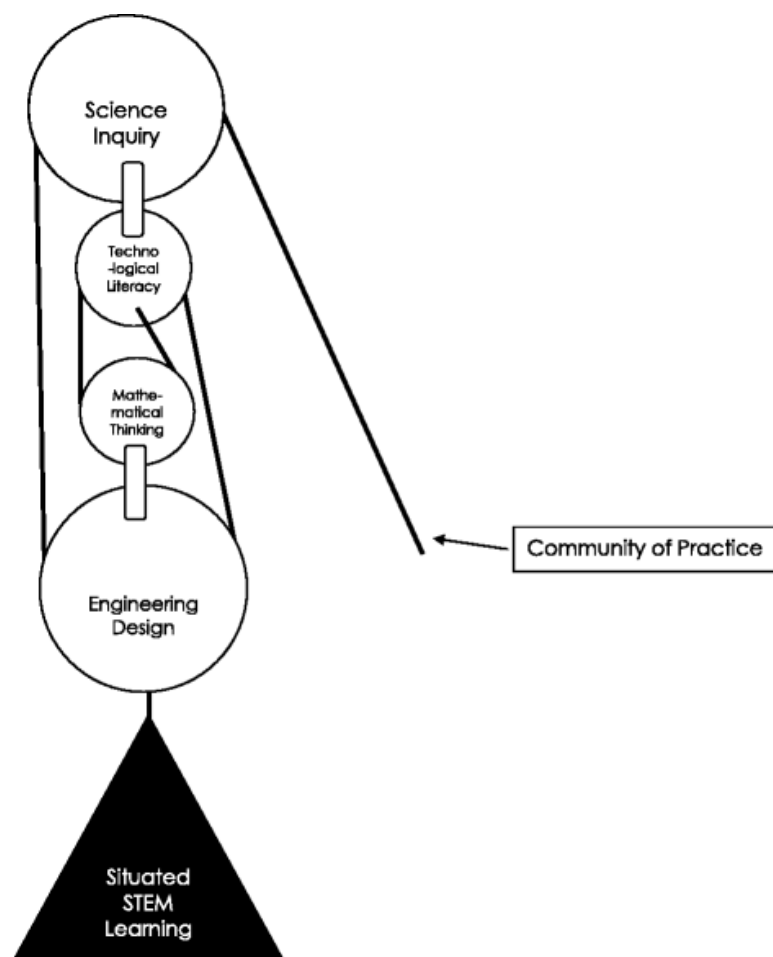 Science
Inquiry
Techno
-logical
Literacy
Mathe-
matical
Thinking
Community of Practice
Engineering
Design
Situated
STEM
Learning